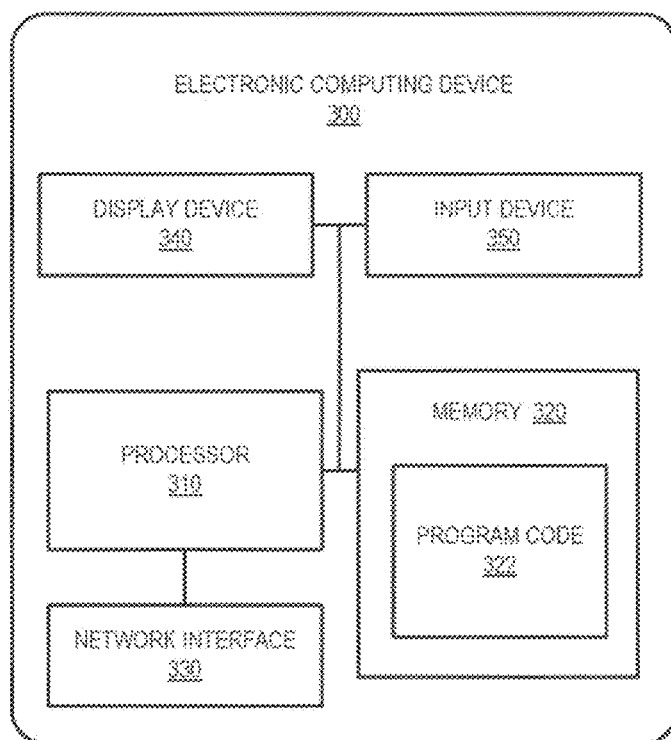 ELECTRONIC COMPUTING DEVICE
300
DISPLAY DEVICE
340
INPUT DEVICE
350
PROCESSOR
310
MEMORY 320
PROGRAM CODE
322
NETWORK INTERFACE
330